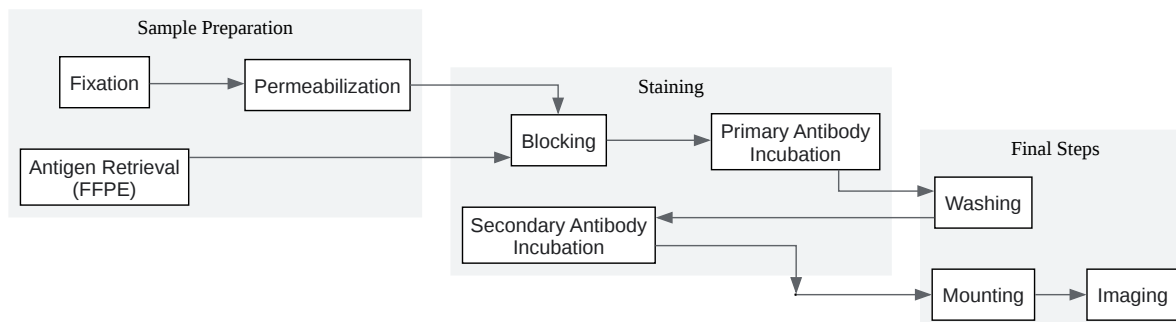 Sample Preparation
Fixation
Permeabilization
Antigen Retrieval
(FFPE)
Staining
Blocking
Primary Antibody
Incubation
Secondary Antibody
Incubation
Final Steps
Washing
Mounting
Imaging